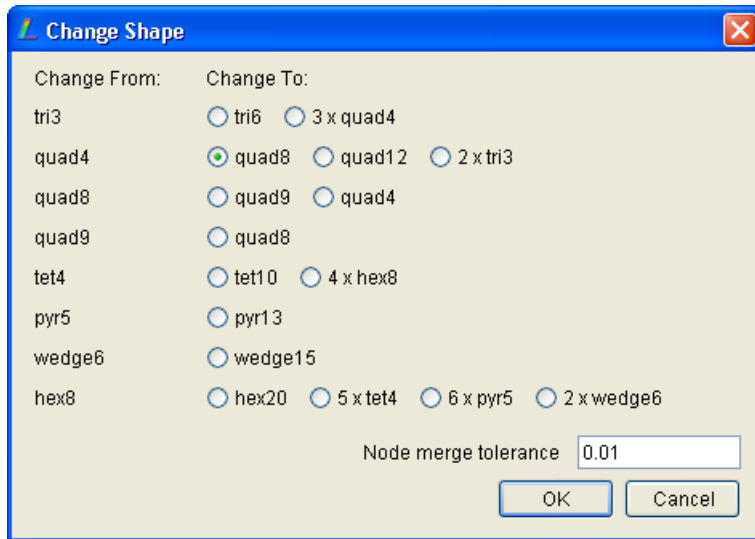 Change Shape
Change From: Change To:
tri3 tri6 3 x quad4
quad4 quad8 quad12 2 x tri3
quad8 quad9 quad4
quad9 quad8
tet4 tet10 4 x hex8
pyr5 pyr13
wedge6 wedge15
hex8 hex20 5 x tet4 6 x pyr5 2 x wedge6
Node merge tolerance 0.01
OK Cancel